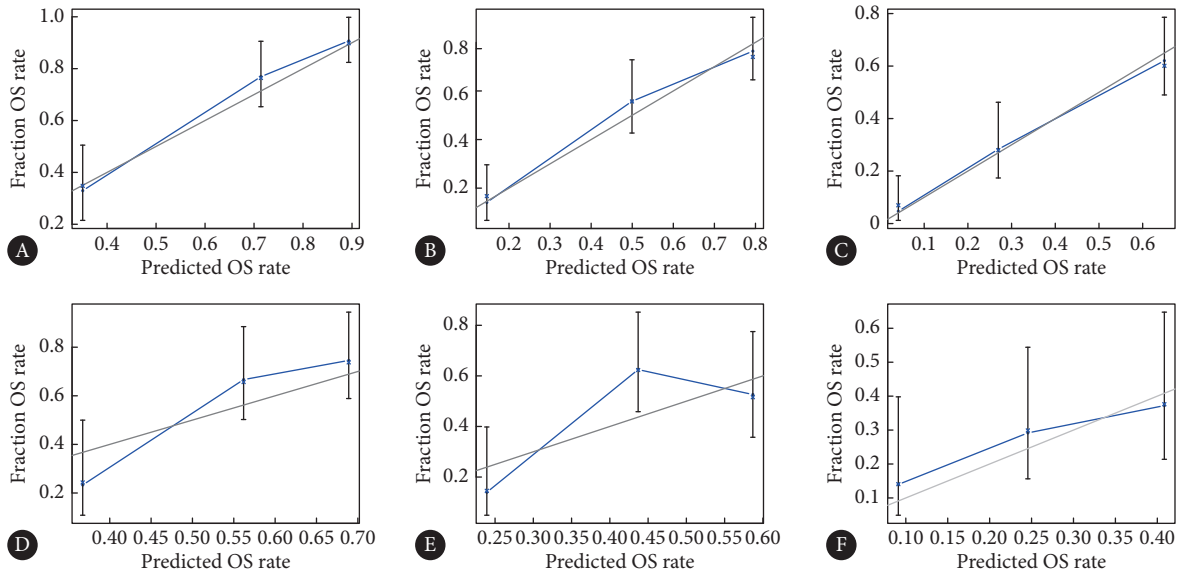 Fraction OS rate
1.0
0.8
0.6
0.4
0.2
0.4 0.5 0.6 0.7 0.8 0.9
Predicted OS rate
A
Fraction OS rate
0.8
0.6
0.4
0.2
0.2 0.3 0.4 0.5 0.6 0.7 0.8
Predicted OS rate
B
Fraction OS rate
0.8
0.6
0.4
0.2
0
0.1 0.2 0.3 0.4 0.5 0.6
Predicted OS rate
C
Fraction OS rate
0.8
0.6
0.4
0.2
0.40 0.45 0.50 0.55 0.60 0.65 0.70
Predicted OS rate
D
Fraction OS rate
0.8
0.6
0.4
0.2
0.25 0.30 0.35 0.40 0.45 0.50 0.55 0.60
Predicted OS rate
E
Fraction OS rate
0.6
0.5
0.4
0.3
0.2
0.1
0.10 0.15 0.20 0.25 0.30 0.35 0.40
Predicted OS rate
F